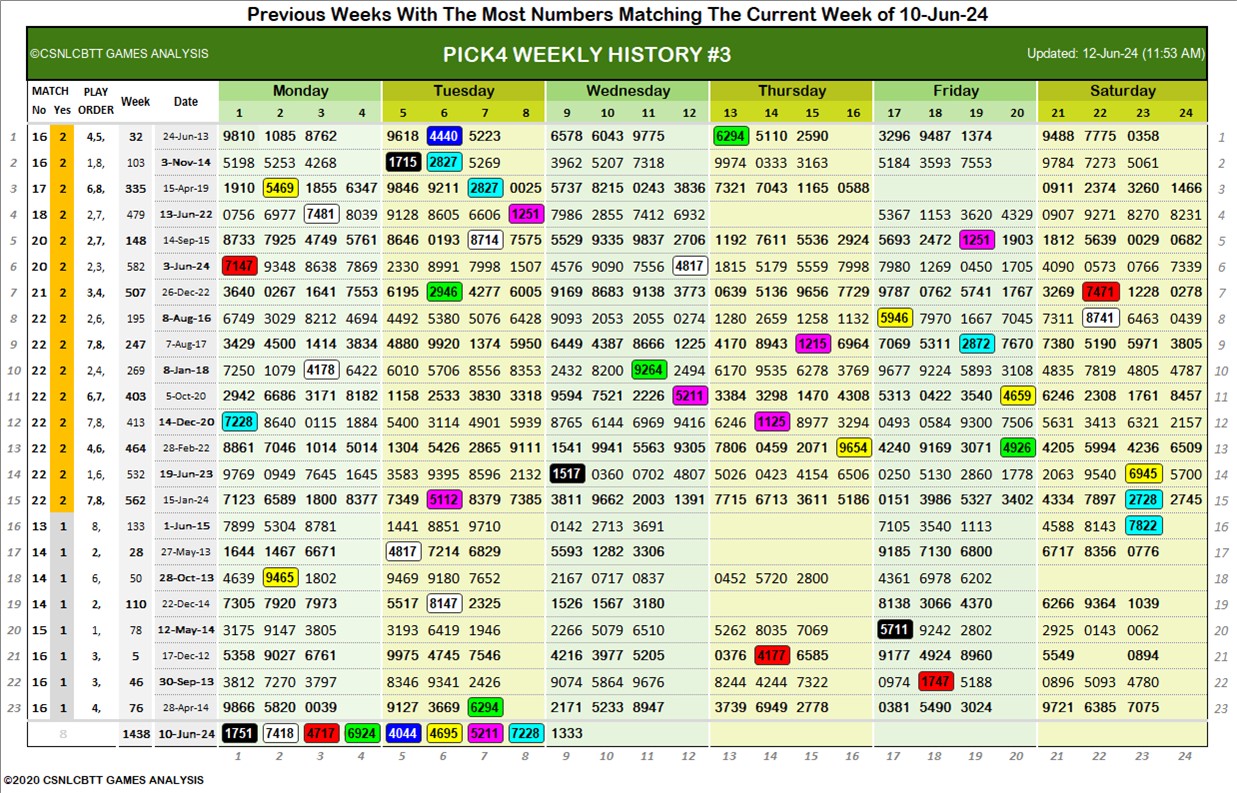 Previous Weeks With The Most Numbers Matching The Current Week of 10-Jun-24
©CSNLCBTT GAMES ANALYSIS PICK4 WEEKLY HISTORY #3 Updated: 12-Jun-24 (11:53 AM)
MATCH PLAY Week Date Monday Tuesday Wednesday Thursday Friday Saturday
No Yes ORDER 1 2 3 4 5 6 7 8 9 10 11 12 13 14 15 16 17 18 19 20 21 22 23 24
1 16 2 4,5, 32 24-Jun-13 9810 1085 8762 9618 4440 5223 6578 6043 9775 6294 5110 2590 3296 9487 1374 9488 7775 0358 1
2 16 2 1,8, 103 3-Nov-14 5198 5253 4268 1715 2827 5269 3962 5207 7318 9974 0333 3163 5184 3593 7553 9784 7273 5061 2
3 17 2 6,8, 335 15-Apr-19 1910 5469 1855 6347 9846 9211 2827 0025 5737 8215 0243 3836 7321 7043 1165 0588 0911 2374 3260 1466 3
4 18 2 2,7, 479 13-Jun-22 0756 6977 7481 8039 9128 8605 6606 1251 7986 2855 7412 6932 5367 1153 3620 4329 0907 9271 8270 8231 4
5 20 2 2,7, 148 14-Sep-15 8733 7925 4749 5761 8646 0193 8714 7575 5529 9335 9837 2706 1192 7611 5536 2924 5693 2472 1251 1903 1812 5639 0029 0682 5
6 20 2 2,3, 582 3-Jun-24 7147 9348 8638 7869 2330 8991 7998 1507 4576 9090 7556 4817 1815 5179 5559 7998 7980 1269 0450 1705 4090 0573 0766 7339 6
7 21 2 3,4, 507 26-Dec-22 3640 0267 1641 7553 6195 2946 4277 6005 9169 8683 9138 3773 0639 5136 9656 7729 9787 0762 5741 1767 3269 7471 1228 0278 7
8 22 2 2,6, 195 8-Aug-16 6749 3029 8212 4694 4492 5380 5076 6428 9093 2053 2055 0274 1280 2659 1258 1132 5946 7970 1667 7045 7311 8741 6463 0439 8
9 22 2 7,8, 247 7-Aug-17 3429 4500 1414 3834 4880 9920 1374 5950 6449 4387 8666 1225 4170 8943 1215 6964 7069 5311 2872 7670 7380 5190 5971 3805 9
10 22 2 2,4, 269 8-Jan-18 7250 1079 4178 6422 6010 5706 8556 8353 2432 8200 9264 2494 6170 9535 6278 3769 9677 9224 5893 3108 4835 7819 4805 4787 10
11 22 2 6,7, 403 5-Oct-20 2942 6686 3171 8182 1158 2533 3830 3318 9594 7521 2226 5211 3384 3298 1470 4308 5313 0422 3540 4659 6246 2308 1761 8457 11
12 22 2 7,8, 413 14-Dec-20 7228 8640 0115 1884 5400 3114 4901 5939 8765 6144 6969 9416 6246 1125 8977 3294 0493 0584 9300 7506 5631 3413 6321 2157 12
13 22 2 4,6, 464 28-Feb-22 8861 7046 1014 5014 1304 5426 2865 9111 1541 9941 5563 9305 7806 0459 2071 9654 4240 9169 3071 4926 4205 5994 4236 6509 13
14 22 2 1,6, 532 19-Jun-23 9769 0949 7645 1645 3583 9395 8596 2132 1517 0360 0702 4807 5026 0423 4154 6506 0250 5130 2860 1778 2063 9540 6945 5700 14
15 22 2 7,8, 562 15-Jan-24 7123 6589 1800 8377 7349 5112 8379 7385 3811 9662 2003 1391 7715 6713 3611 5186 0151 3986 5327 3402 4334 7897 2728 2745 15
16 13 1 8, 133 1-Jun-15 7899 5304 8781 1441 8851 9710 0142 2713 3691 7105 3540 1113 4588 8143 7822 16
17 14 1 2, 28 27-May-13 1644 1467 6671 4817 7214 6829 5593 1282 3306 9185 7130 6800 6717 8356 0776 17
18 14 1 6, 50 28-Oct-13 4639 9465 1802 9469 9180 7652 2167 0717 0837 0452 5720 2800 4361 6978 6202 18
19 14 1 2, 110 22-Dec-14 7305 7920 7973 5517 8147 2325 1526 1567 3180 8138 3066 4370 6266 9364 1039 19
20 15 1 1, 78 12-May-14 3175 9147 3805 3193 6419 1946 2266 5079 6510 5262 8035 7069 5711 9242 2802 2925 0143 0062 20
21 16 1 3, 5 17-Dec-12 5358 9027 6761 9975 4745 7546 4216 3977 5205 0376 4177 6585 9177 4924 8960 5549 0894 21
22 16 1 3, 46 30-Sep-13 3812 7270 3797 8346 9341 2426 9074 5864 9676 8244 4244 7322 0974 1747 5188 0896 5093 4780 22
23 16 1 4, 76 28-Apr-14 9866 5820 0039 9127 3669 6294 2171 5233 8947 3739 6949 2778 0381 5490 3024 9721 6385 7075 23
8 1438 10-Jun-24 1751 7418 4717 6924 4044 4695 5211 7228 1333
1 2 3 4 5 6 7 8 9 10 11 12 13 14 15 16 17 18 19 20 21 22 23 24
©2020 CSNLCBTT GAMES ANALYSIS